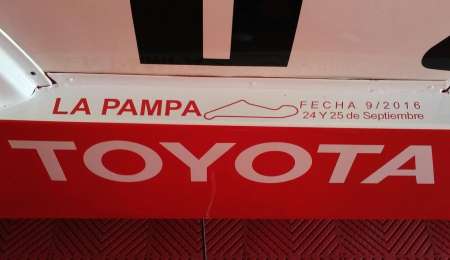 LA PAMPA
FECHA 9/2016
24 Y 25 de Septiembre
TOYOTA